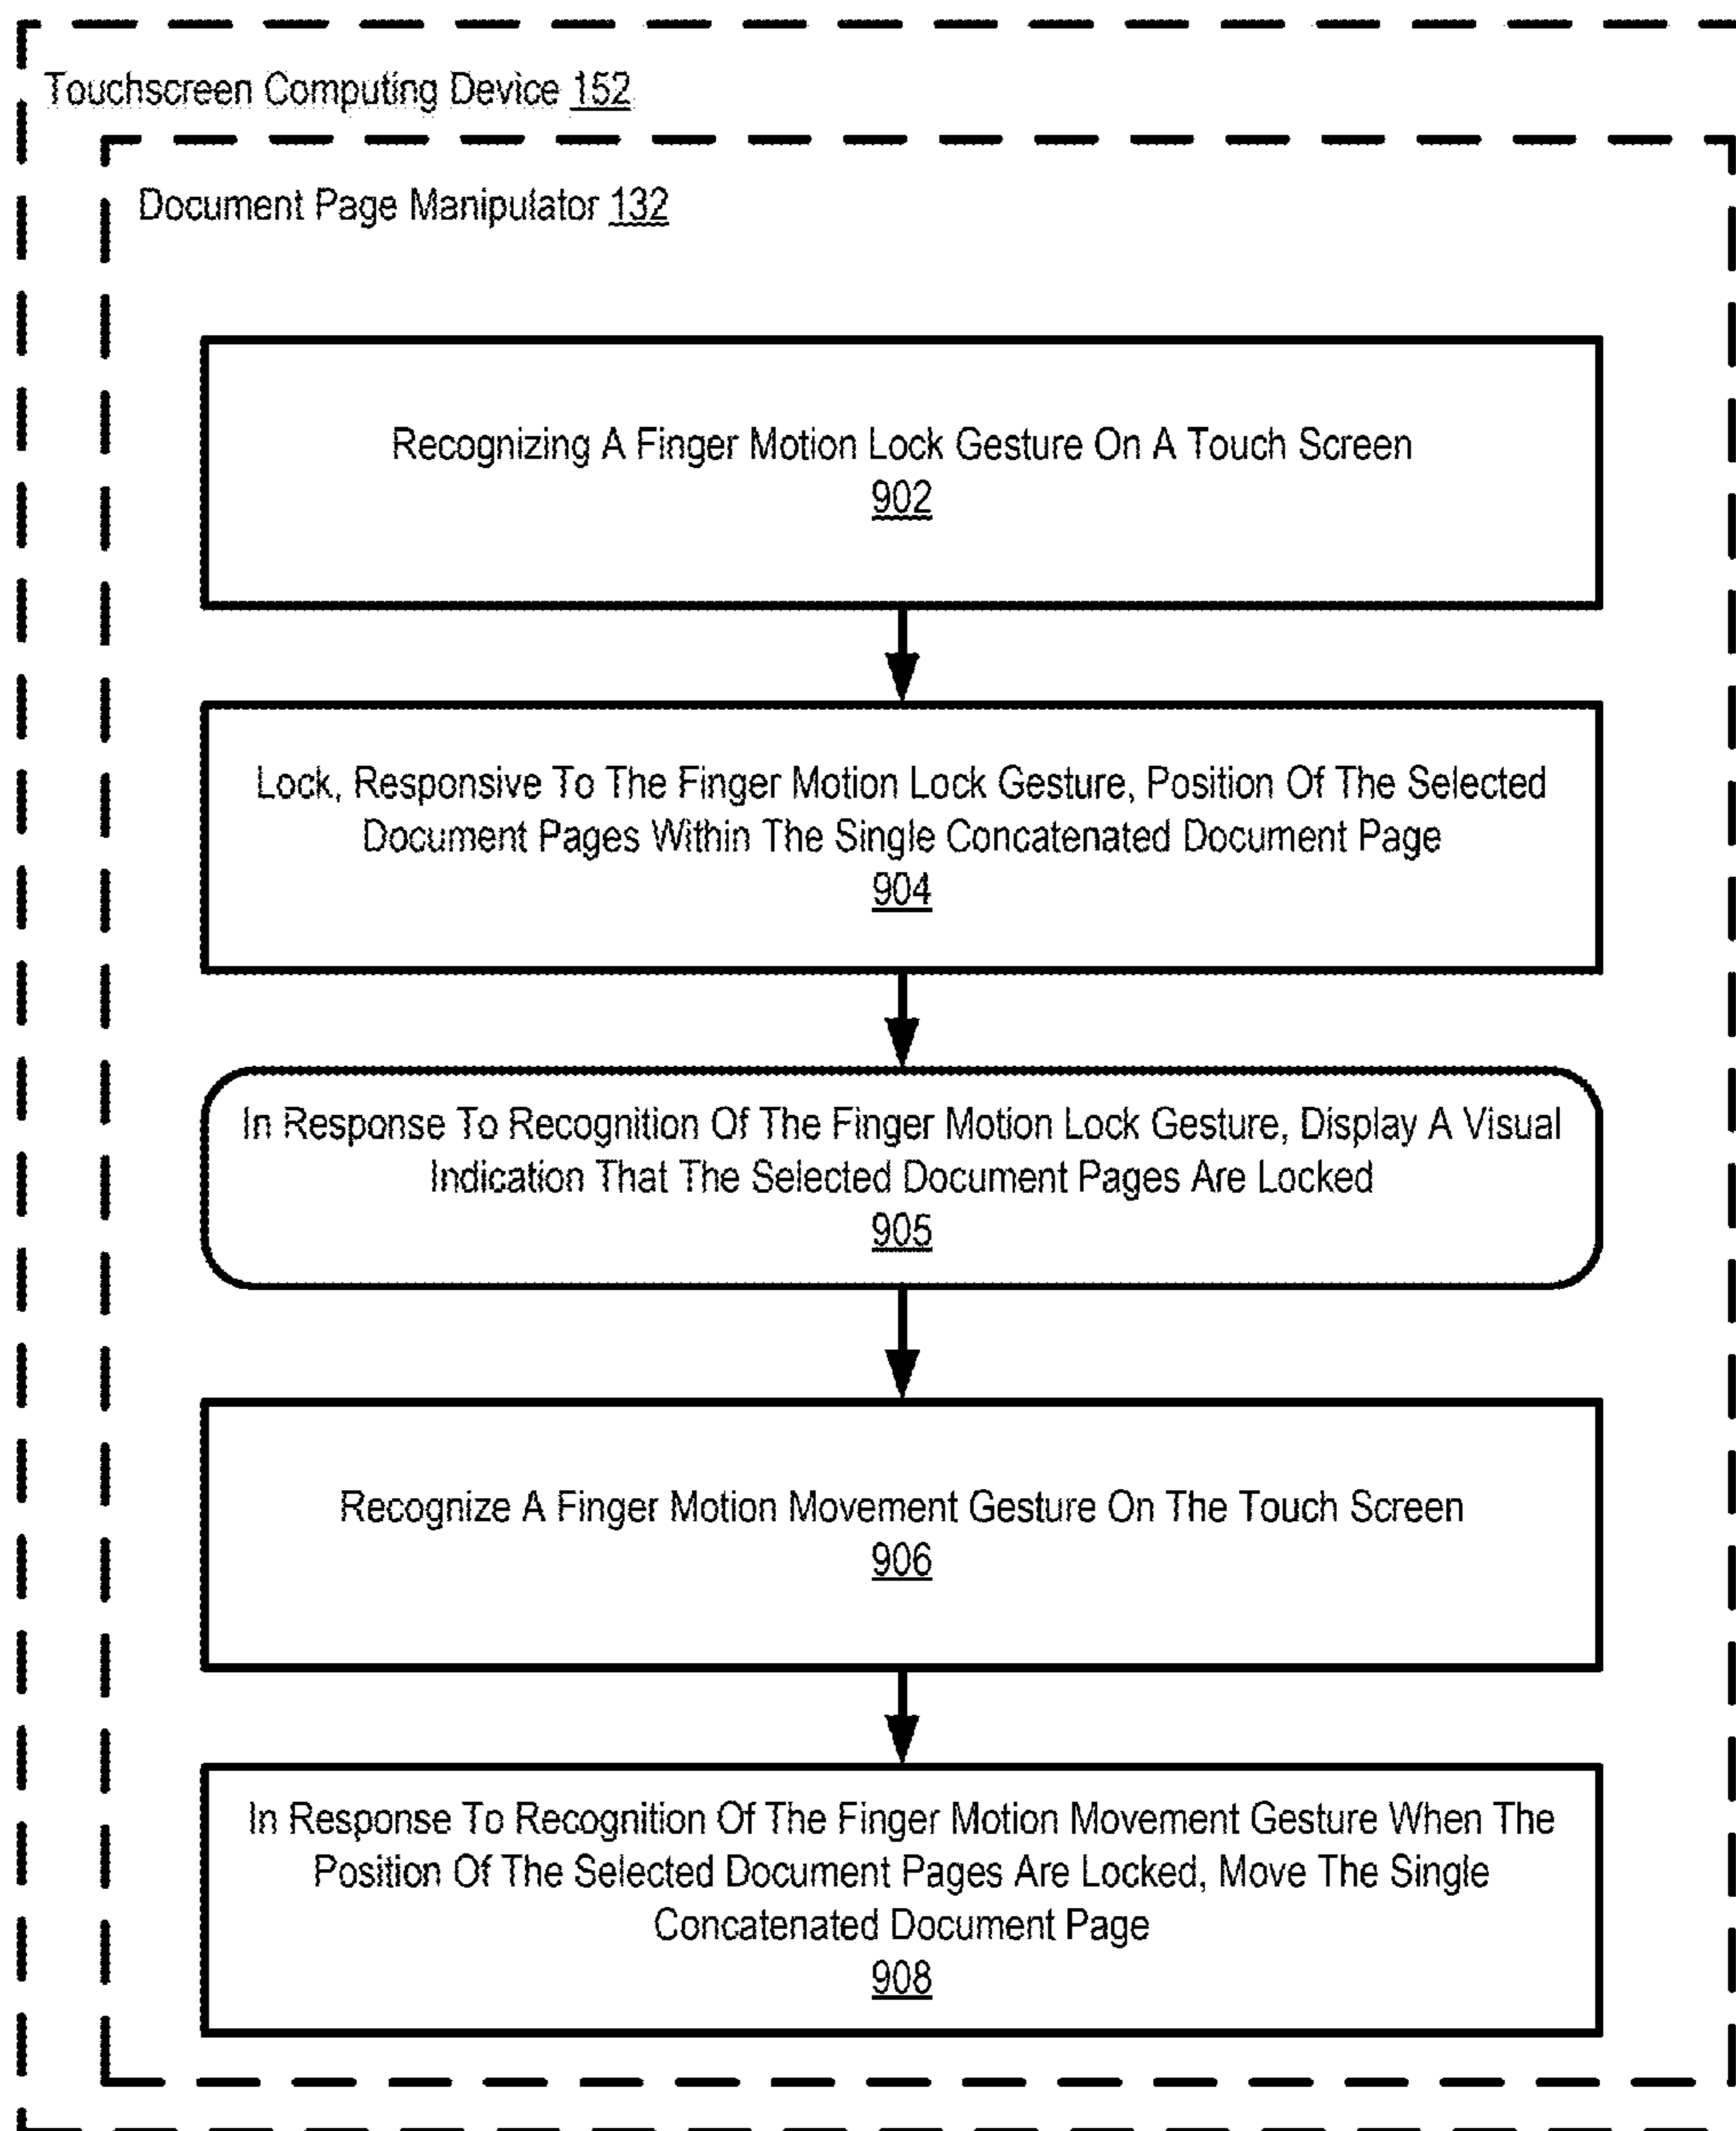 Touchscreen Computing Device 152
Document Page Manipulator 132
Recognizing A Finger Motion Lock Gesture On A Touch Screen
902
Lock, Responsive To The Finger Motion Lock Gesture, Position Of The Selected
Document Pages Within The Single Concatenated Document Page
904
In Response To Recognition Of The Finger Motion Lock Gesture, Display A Visual
Indication That The Selected Document Pages Are Locked
905
Recognize A Finger Motion Movement Gesture On The Touch Screen
906
In Response To Recognition Of The Finger Motion Movement Gesture When The
Position Of The Selected Document Pages Are Locked, Move The Single
Concatenated Document Page
908